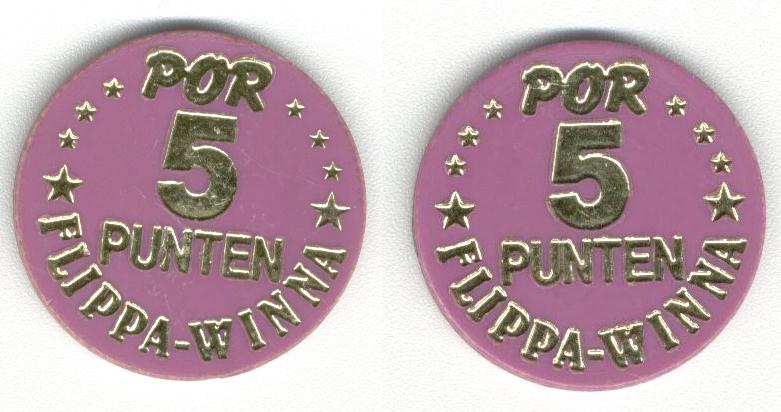 POR
5
PUNTEN
FLIPPA-WINNA
POR
5
PUNTEN
FLIPPA-WINNA